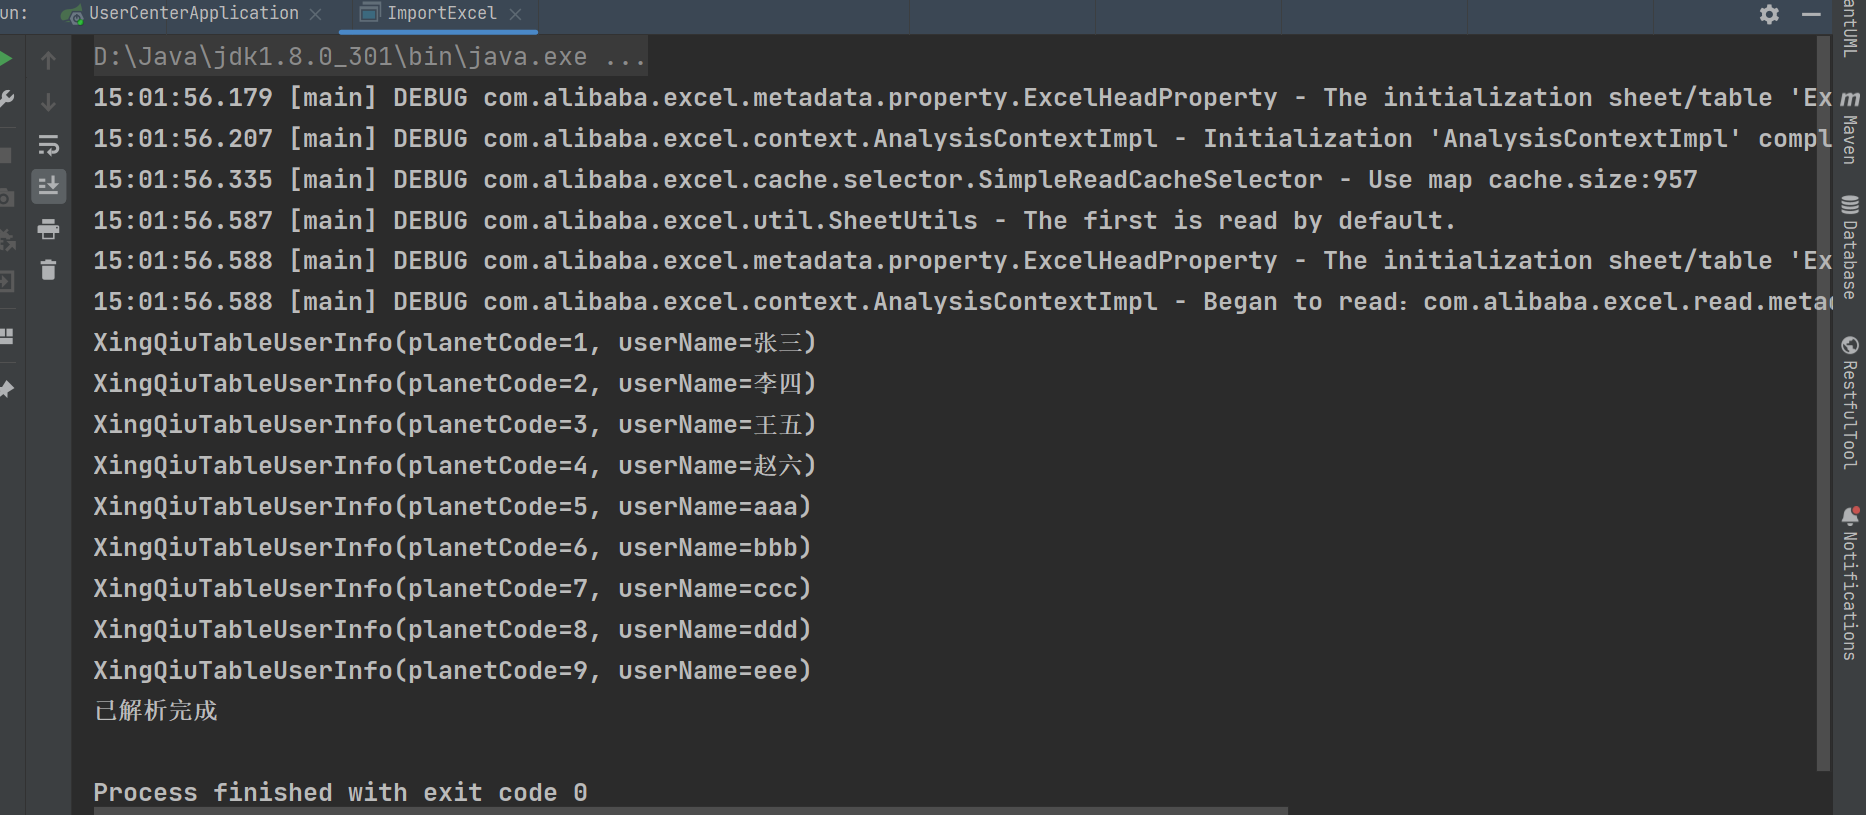 un: UserCenterApplication ImportExcel
D:\Java\jdk1.8.0_301\bin\java.exe ...
15:01:56.179 [main] DEBUG com.alibaba.excel.metadata.property.ExcelHeadProperty - The initialization sheet/table 'Ex
15:01:56.207 [main] DEBUG com.alibaba.excel.context.AnalysisContextImpl - Initialization 'AnalysisContextImpl' compl
15:01:56.335 [main] DEBUG com.alibaba.excel.cache.selector.SimpleReadCacheSelector - Use map cache.size:957
15:01:56.587 [main] DEBUG com.alibaba.excel.util.SheetUtils - The first is read by default.
15:01:56.588 [main] DEBUG com.alibaba.excel.metadata.property.ExcelHeadProperty - The initialization sheet/table 'Ex
15:01:56.588 [main] DEBUG com.alibaba.excel.context.AnalysisContextImpl - Began to read：com.alibaba.excel.read.metad
XingQiuTableUserInfo(planetCode=1, userName=张三)
XingQiuTableUserInfo(planetCode=2, userName=李四)
XingQiuTableUserInfo(planetCode=3, userName=王五)
XingQiuTableUserInfo(planetCode=4, userName=赵六)
XingQiuTableUserInfo(planetCode=5, userName=aaa)
XingQiuTableUserInfo(planetCode=6, userName=bbb)
XingQiuTableUserInfo(planetCode=7, userName=ccc)
XingQiuTableUserInfo(planetCode=8, userName=ddd)
XingQiuTableUserInfo(planetCode=9, userName=eee)
已解析完成
Process finished with exit code 0
antUML
m Maven
Database
RestfulTool
Notifications